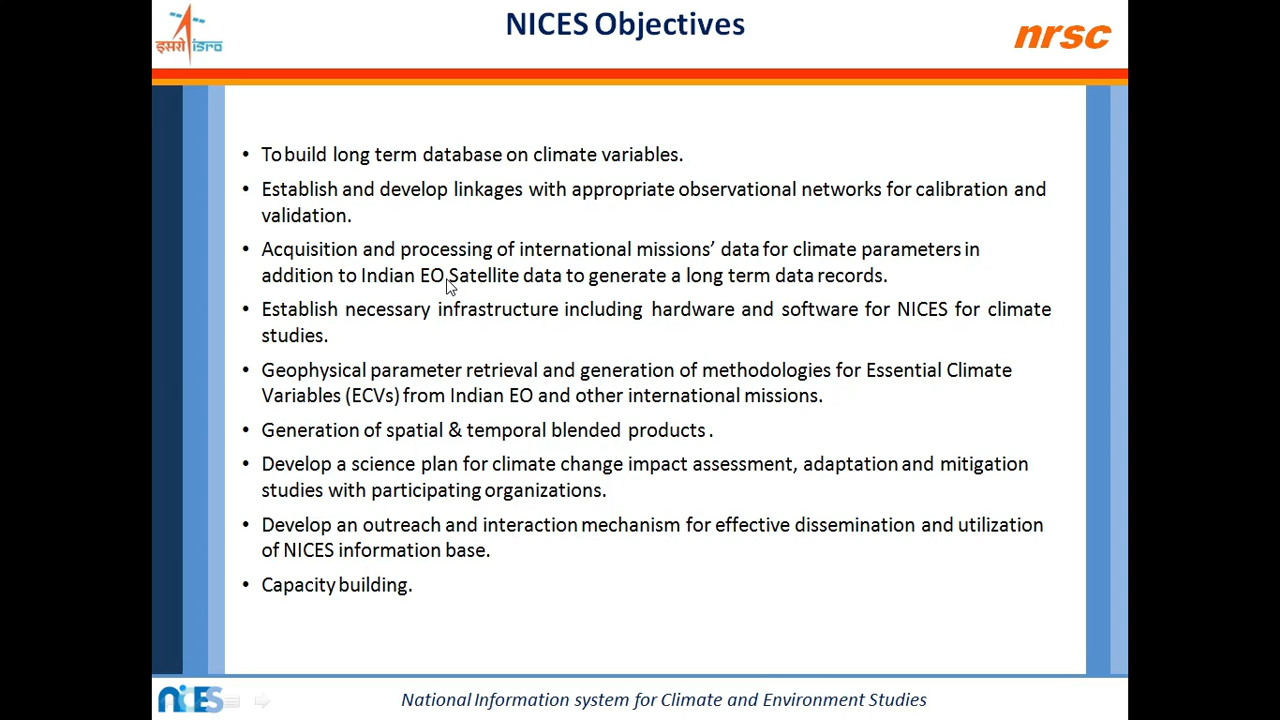 NICES Objectives
इसरो isro
nrsc
• To build long term database on climate variables.
• Establish and develop linkages with appropriate observational networks for calibration and
validation.
• Acquisition and processing of international missions’ data for climate parameters in
addition to Indian EO Satellite data to generate a long term data records.
• Establish necessary infrastructure including hardware and software for NICES for climate
studies.
• Geophysical parameter retrieval and generation of methodologies for Essential Climate
Variables (ECVs) from Indian EO and other international missions.
• Generation of spatial & temporal blended products .
• Develop a science plan for climate change impact assessment, adaptation and mitigation
studies with participating organizations.
• Develop an outreach and interaction mechanism for effective dissemination and utilization
of NICES information base.
• Capacity building.
NICES
National Information system for Climate and Environment Studies